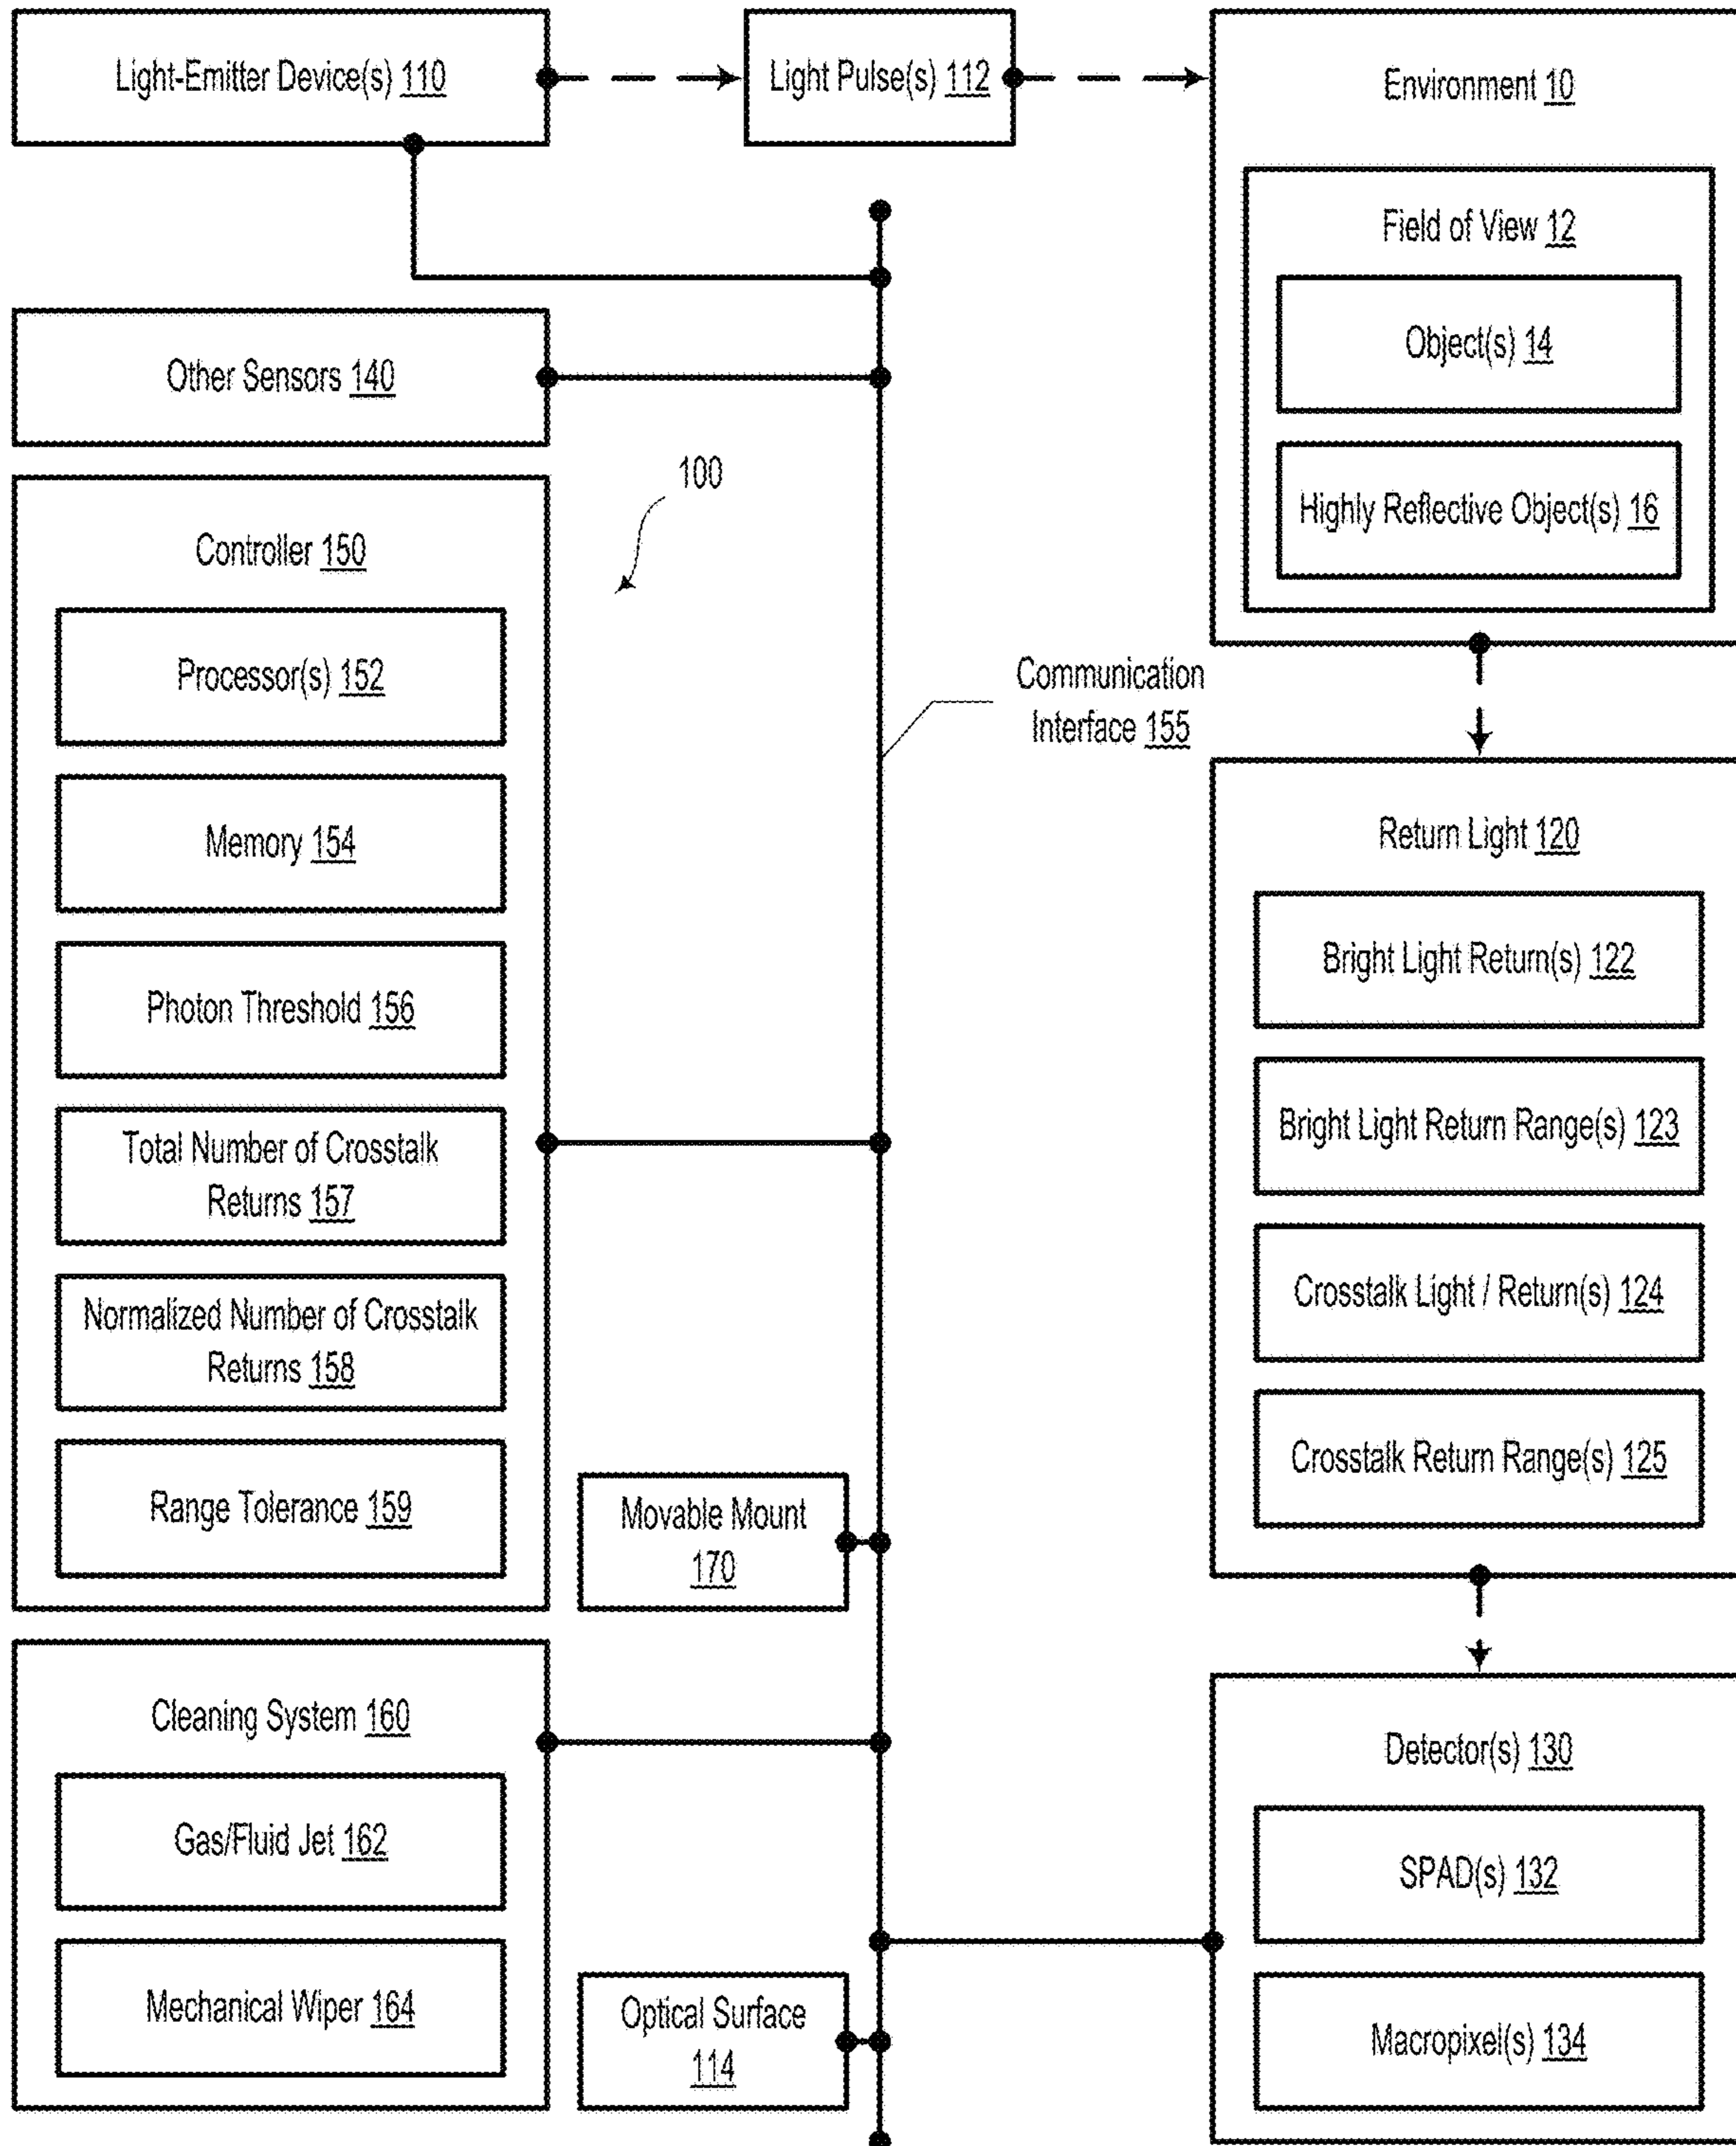 Light-Emitter Device(s) 110
Light Pulse(s) 112
Environment 10
Field of View 12
Object(s) 14
Highly Reflective Object(s) 16
Other Sensors 140
100
Controller 150
Processor(s) 152
Memory 154
Photon Threshold 156
Total Number of Crosstalk
Returns 157
Normalized Number of Crosstalk
Returns 158
Range Tolerance 159
Communication
Interface 155
Return Light 120
Bright Light Return(s) 122
Bright Light Return Range(s) 123
Crosstalk Light / Return(s) 124
Crosstalk Return Range(s) 125
Movable Mount
170
Cleaning System 160
Gas/Fluid Jet 162
Mechanical Wiper 164
Optical Surface
114
Detector(s) 130
SPAD(s) 132
Macropixel(s) 134